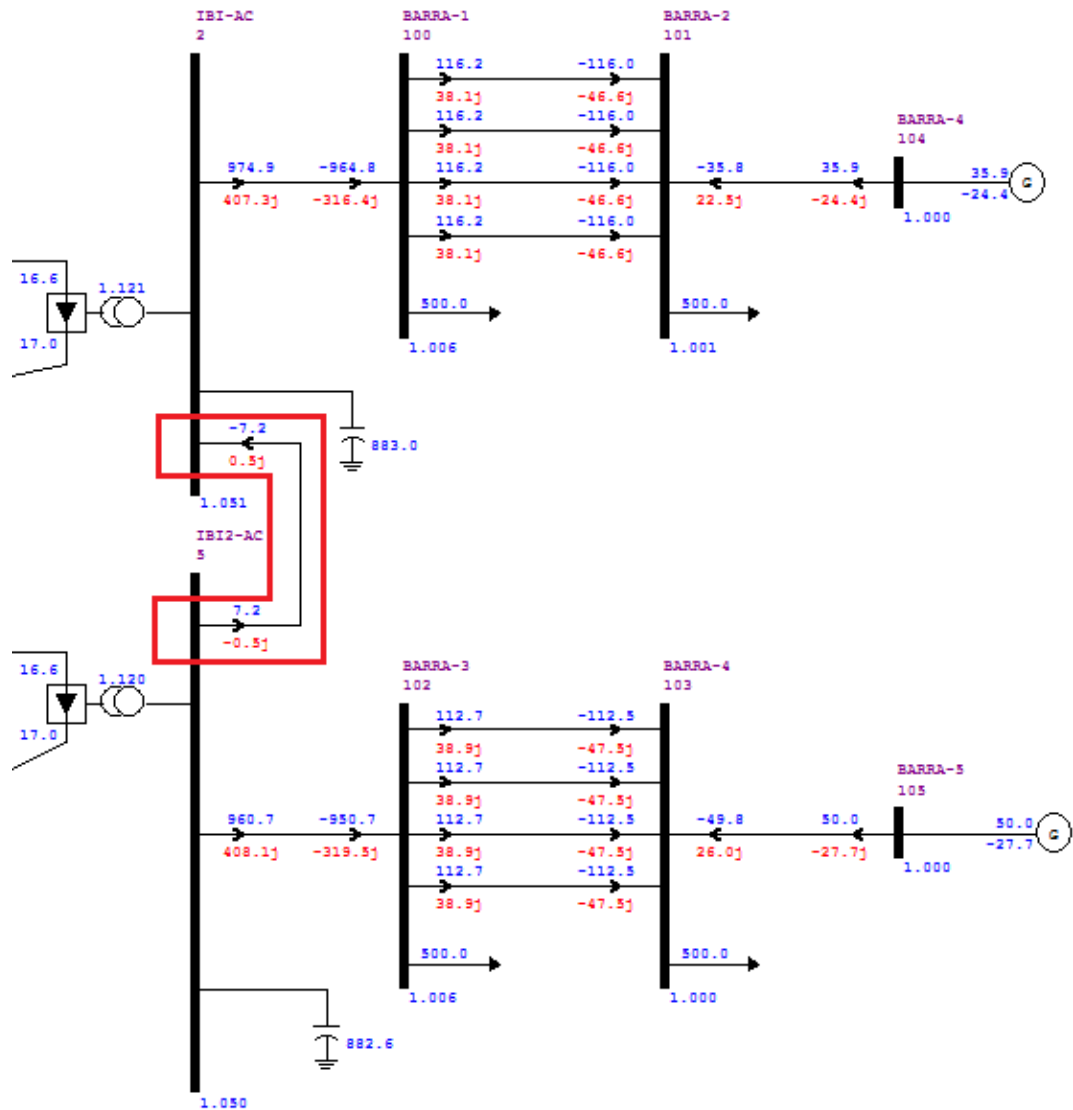 IBI-AC
2
BARRA-1
100
BARRA-2
101
116.2 -116.0
38.1j -46.6j
116.2 -116.0
38.1j -46.6j
BARRA-4
104
974.9 -964.8 116.2 -116.0 -35.8 35.9 35.9
407.3j -316.4j 38.1j -46.6j 22.5j -24.4j -24.4 G
116.2 -116.0
38.1j -46.6j
1.000
16.6
1.121
17.0
500.0 500.0
1.006 1.001
-7.2
0.5j
883.0
1.051
IBI2-AC
5
7.2
-0.5j
16.6
1.120
17.0
BARRA-3
102
BARRA-4
103
112.7 -112.5
38.9j -47.5j
112.7 -112.5
38.9j -47.5j
BARRA-5
105
960.7 -950.7 112.7 -112.5 -49.8 50.0 50.0
408.1j -319.5j 38.9j -47.5j 26.0j -27.7j -27.7 G
112.7 -112.5
38.9j -47.5j
1.000
500.0 500.0
1.006 1.000
882.6
1.050